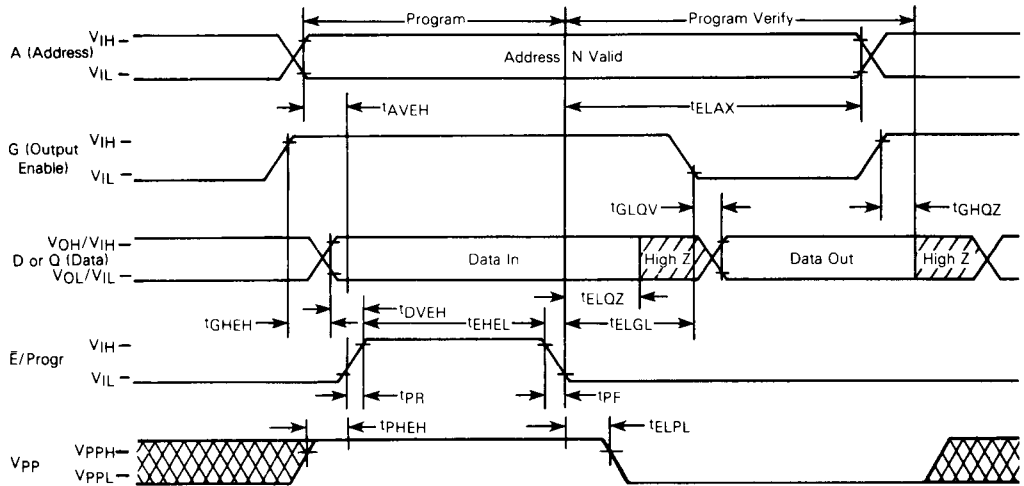 Program
Program Verify
A (Address)
VIH
VIL
Address N Valid
tAVEH
tELAX
G (Output
Enable)
VIH
VIL
tGLQV
tGHQZ
VOH/VIH
D or Q (Data)
VOL/VIL
Data In
High Z
Data Out
High Z
tELQZ
tGHEH
tDVEH
tEHEL
tELGL
Ē/Progr
VIH
VIL
tPR
tPF
tPHEH
tELPL
VPP
VPPH
VPPL